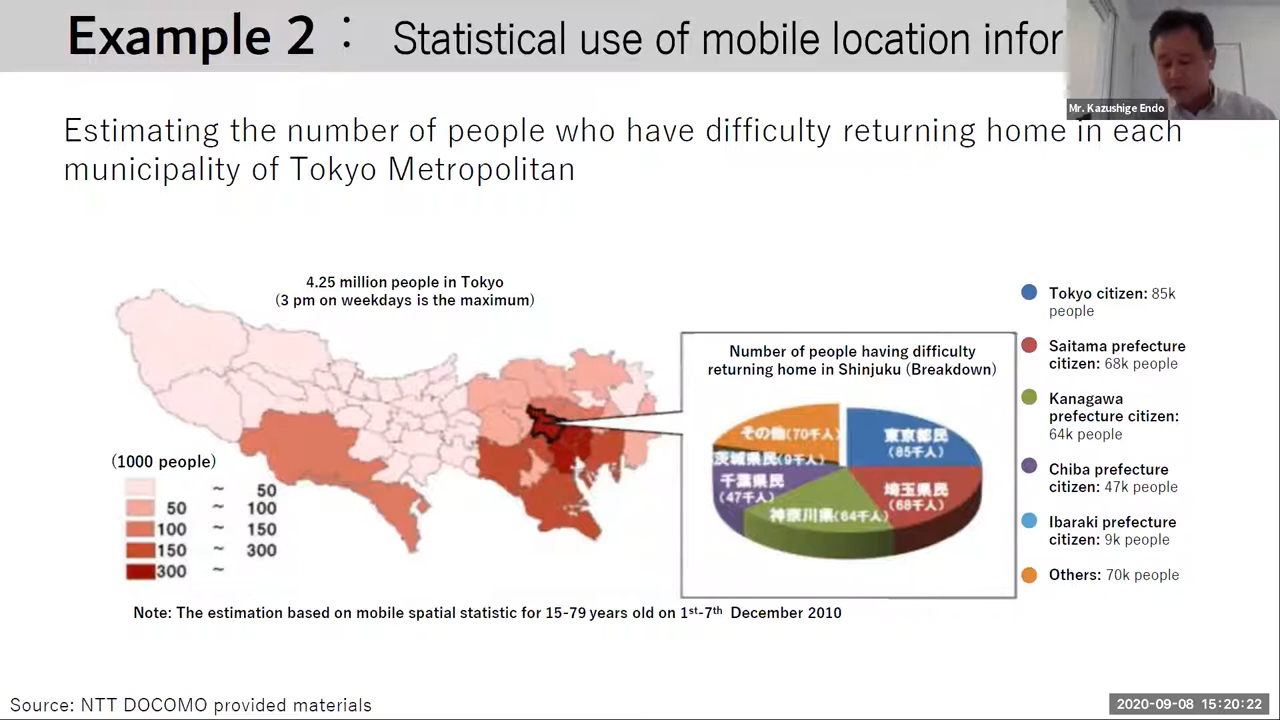 Example 2 : Statistical use of mobile location infor
Mr. Kazushige Endo
Estimating the number of people who have difficulty returning home in each
municipality of Tokyo Metropolitan
4.25 million people in Tokyo
(3 pm on weekdays is the maximum)
(1000 people)
~ 50
50 ~ 100
100 ~ 150
150 ~ 300
300 ~
Number of people having difficulty
returning home in Shinjuku (Breakdown)
その他(70千人)
東京都民
(85千人)
茨城県民(9千人)
千葉県民
(47千人)
埼玉県民
(68千人)
神奈川県(64千人)
Tokyo citizen: 85k
people
Saitama prefecture
citizen: 68k people
Kanagawa
prefecture citizen:
64k people
Chiba prefecture
citizen: 47k people
Ibaraki prefecture
citizen: 9k people
Others: 70k people
Note: The estimation based on mobile spatial statistic for 15-79 years old on 1st-7th December 2010
Source: NTT DOCOMO provided materials
2020-09-08 15:20:22